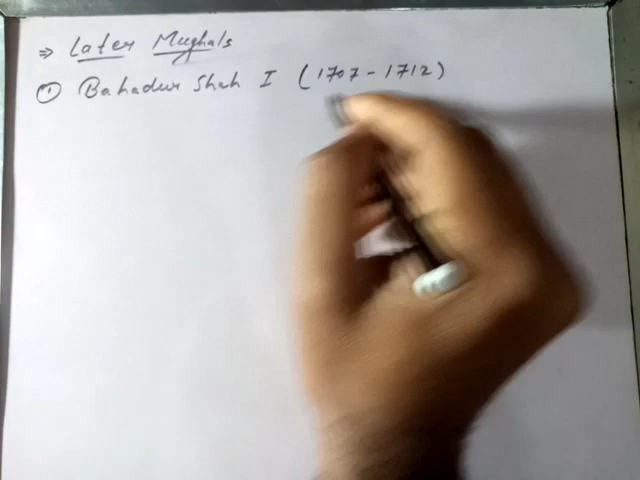 ⇒ Later Mughals
① Bahadur Shah I (1707 - 1712)